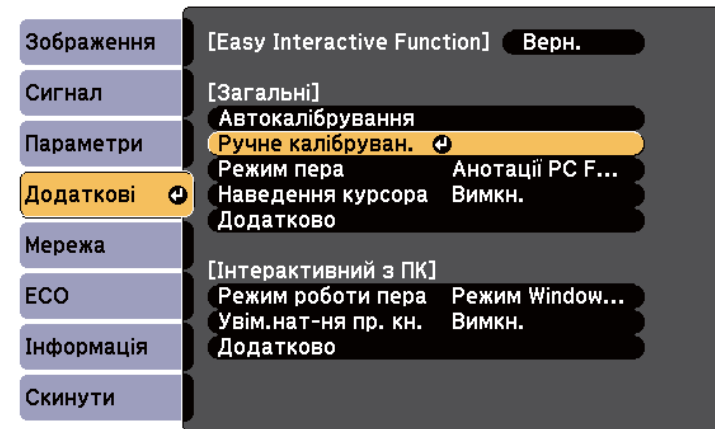 Зображення
Сигнал
Параметри
Додаткові
Мережа
ECO
Інформація
Скинути
[Easy Interactive Function] Верн.
[Загальні]
Автокалібрування
Ручне калібруван.
Режим пера Анотації PC F...
Наведення курсора Вимкн.
Додатково
[Інтерактивний з ПК]
Режим роботи пера Режим Window...
Увім.нат-ня пр. кн. Вимкн.
Додатково